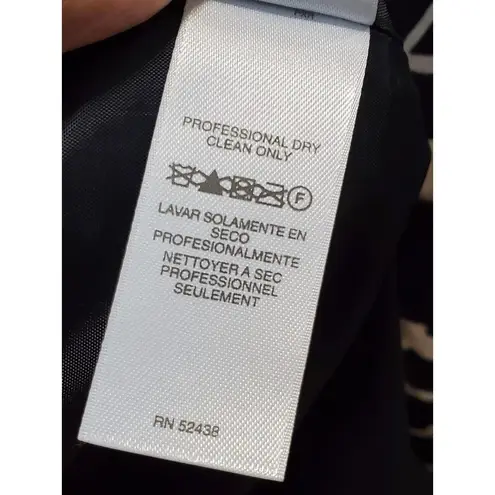 PROFESSIONAL DRY
CLEAN ONLY
F
LAVAR SOLAMENTE EN
SECO
PROFESIONALMENTE
NETTOYER A SEC
PROFESSIONNEL
SEULEMENT
RN 52438